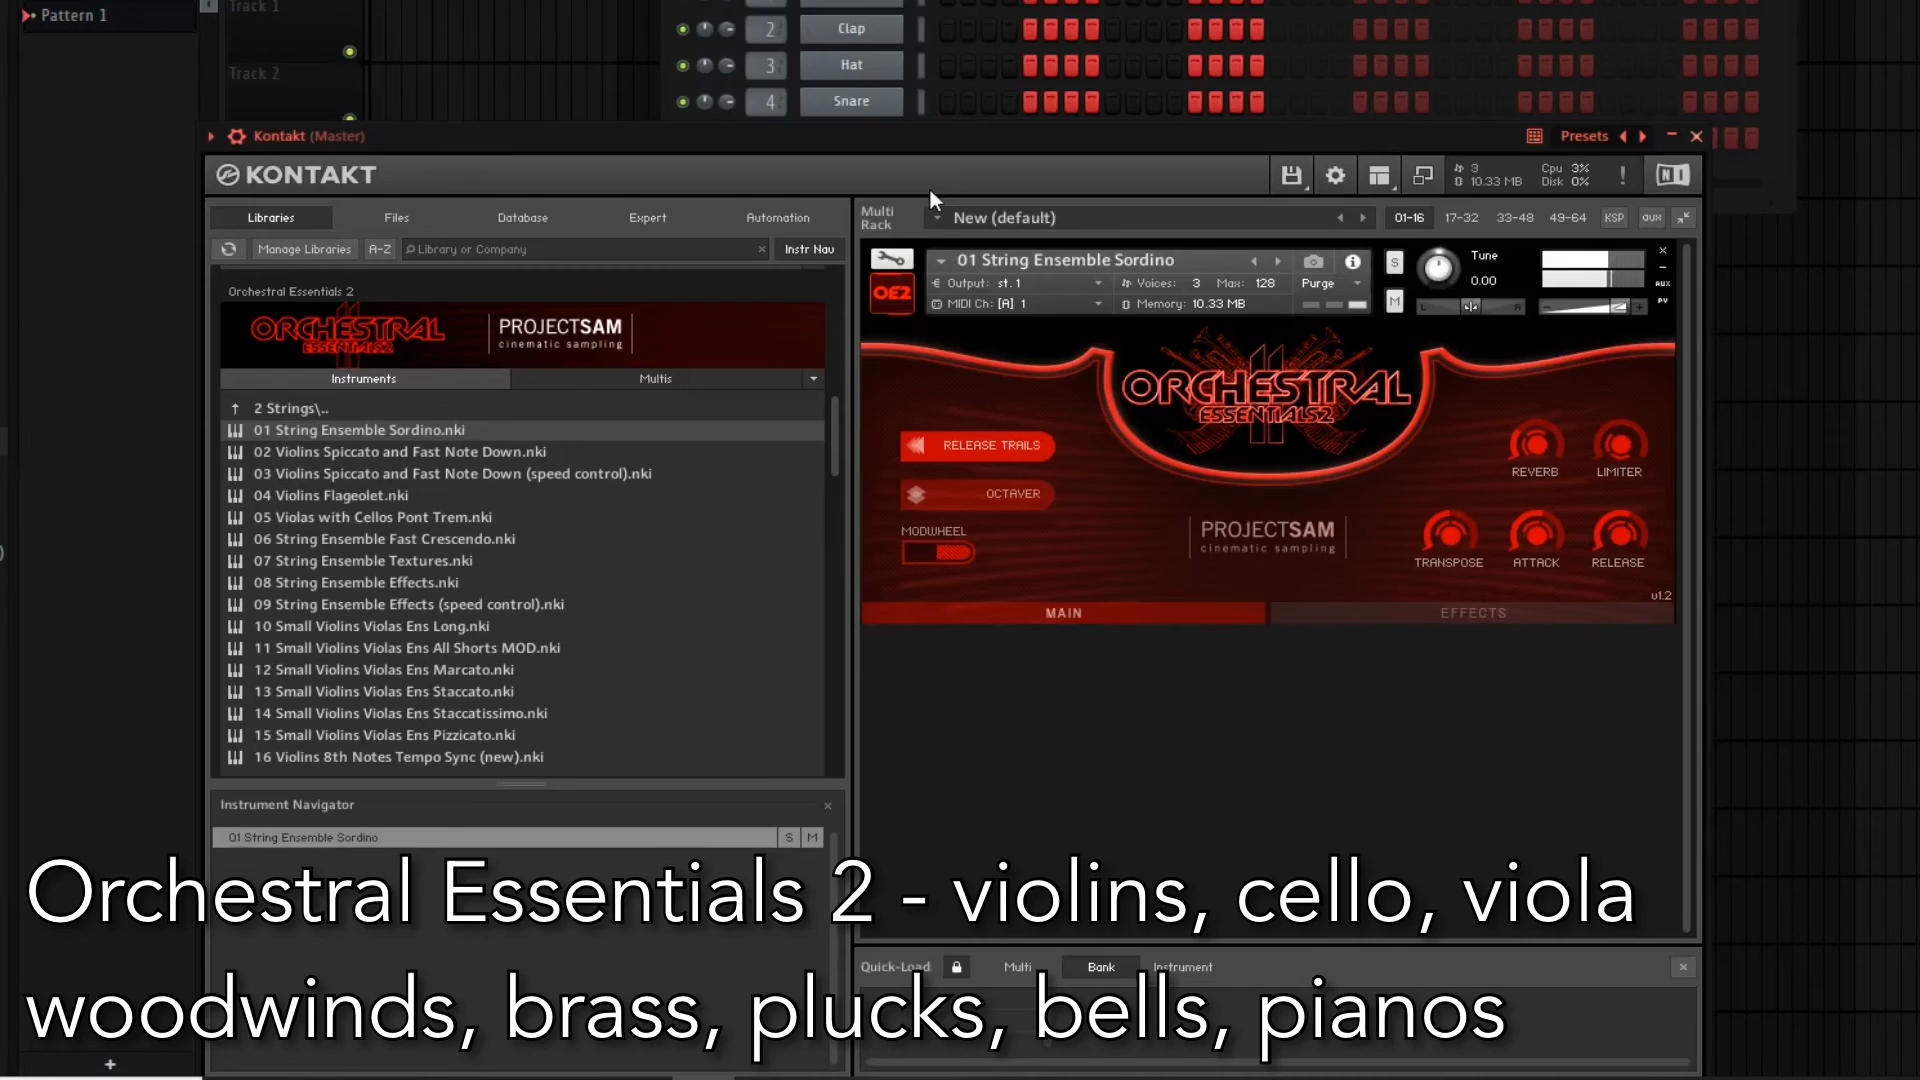 Pattern 1
Track 1
Track 2
2 Clap
3 Hat
4 Snare
Kontakt (Master)
Presets
KONTAKT
3
10.33 MB
Cpu 3%
Disk 0%
!
NI
Libraries Files Database Expert Automation
Manage Libraries A-Z Library or Company × Instr Nav
Multi
Rack
New (default)
01-16 17-32 33-48 49-64 KSP aux
Orchestral Essentials 2
ORCHESTRAL
ESSENTIALS2
PROJECTSAM
cinematic sampling
Instruments Multis
2 Strings\..
01 String Ensemble Sordino.nki
02 Violins Spiccato and Fast Note Down.nki
03 Violins Spiccato and Fast Note Down (speed control).nki
04 Violins Flageolet.nki
05 Violas with Cellos Pont Trem.nki
06 String Ensemble Fast Crescendo.nki
07 String Ensemble Textures.nki
08 String Ensemble Effects.nki
09 String Ensemble Effects (speed control).nki
10 Small Violins Violas Ens Long.nki
11 Small Violins Violas Ens All Shorts MOD.nki
12 Small Violins Violas Ens Marcato.nki
13 Small Violins Violas Ens Staccato.nki
14 Small Violins Violas Ens Staccatissimo.nki
15 Small Violins Violas Ens Pizzicato.nki
16 Violins 8th Notes Tempo Sync (new).nki
Instrument Navigator
01 String Ensemble Sordino S M
OE2
01 String Ensemble Sordino
Output: st.1 Voices: 3 Max: 128 Purge
MIDI Ch: [A] 1 Memory: 10.33 MB
S
M
Tune
0.00
L R
AUX
PV
ORCHESTRAL
ESSENTIALS2
RELEASE TRAILS
OCTAVER
MODWHEEL
PROJECTSAM
cinematic sampling
REVERB LIMITER
TRANSPOSE ATTACK RELEASE
v1.2
MAIN EFFECTS
Quick-Load Multi Bank Instrument
Orchestral Essentials 2 - violins, cello, viola
woodwinds, brass, plucks, bells, pianos